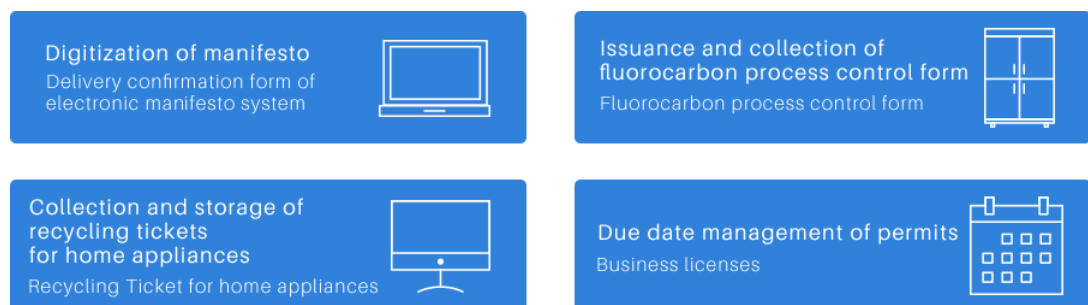 Digitization of manifesto
Delivery confirmation form of
electronic manifesto system
Issuance and collection of
fluorocarbon process control form
Fluorocarbon process control form
Collection and storage of
recycling tickets
for home appliances
Recycling Ticket for home appliances
Due date management of permits
Business licenses